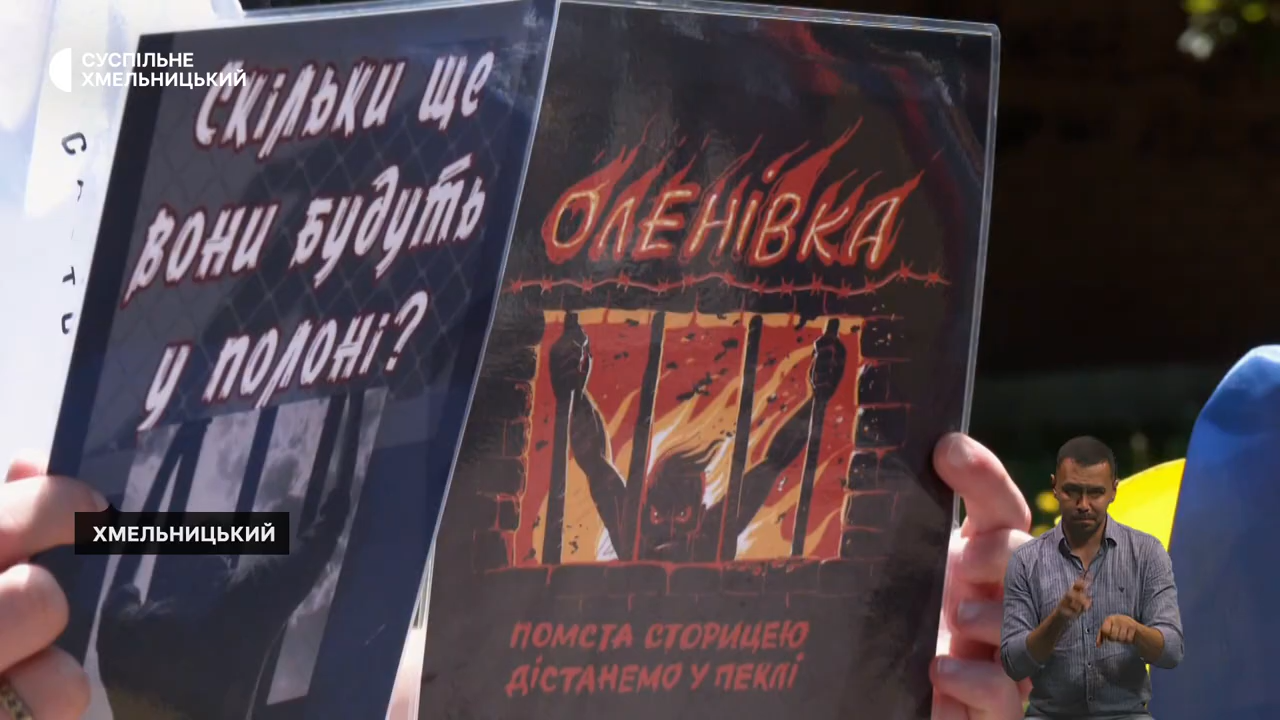 СУСПІЛЬНЕ
ХМЕЛЬНИЦЬКИЙ
Скільки ще
вони будуть
у полоні?
ОЛЕНІВКА
ПОМСТА СТОРИЦЕЮ
ДІСТАНЕМО У ПЕКЛІ
ХМЕЛЬНИЦЬКИЙ